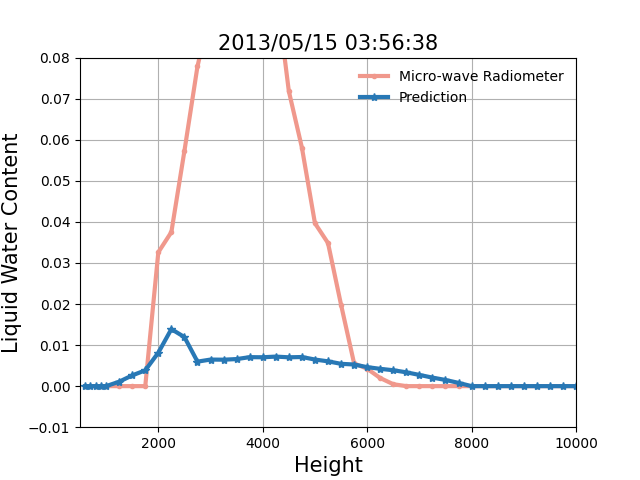 2013/05/15 03:56:38
Micro-wave Radiometer
Prediction
Liquid Water Content
0.08
0.07
0.06
0.05
0.04
0.03
0.02
0.01
0.00
−0.01
2000 4000 6000 8000 10000
Height